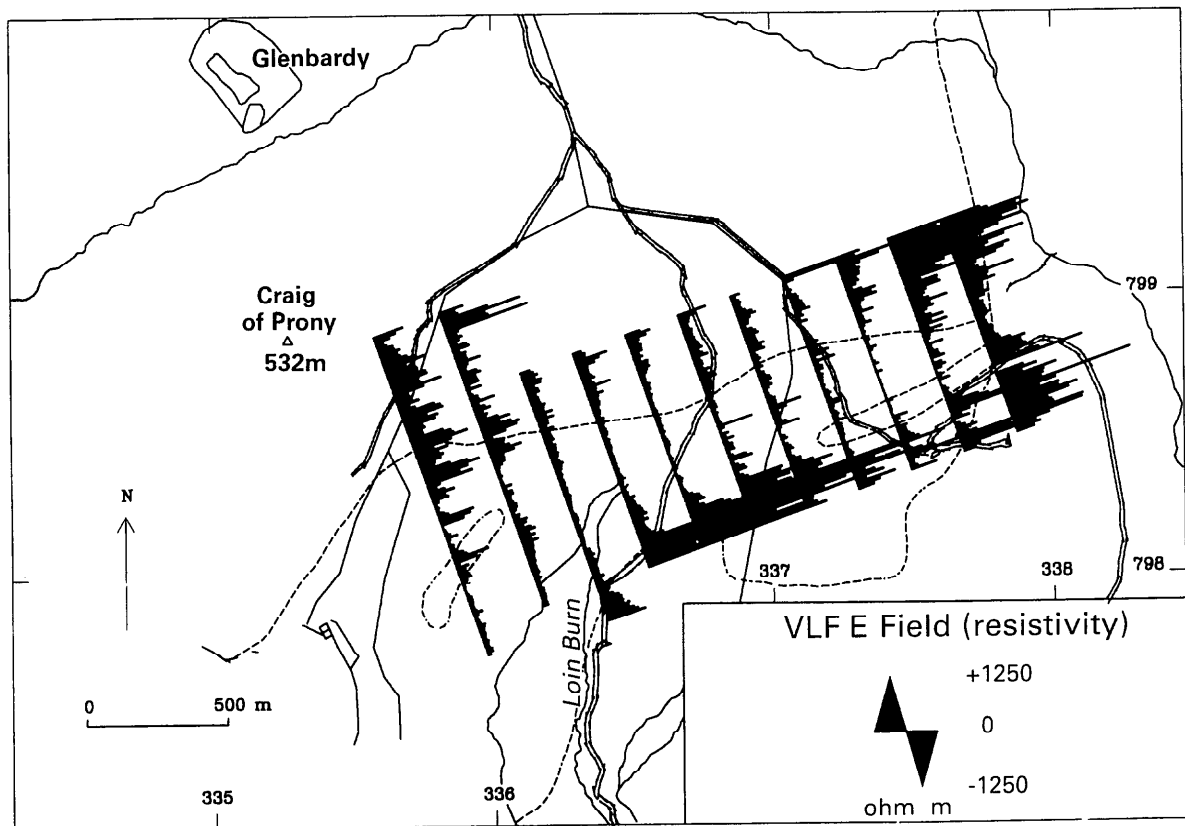 Glenbardy
799
Craig
of Prony
532m
N
798
337
338
VLF E Field (resistivity)
+1250
0
-1250
ohm m
Loin Burn
0 500 m
335
336